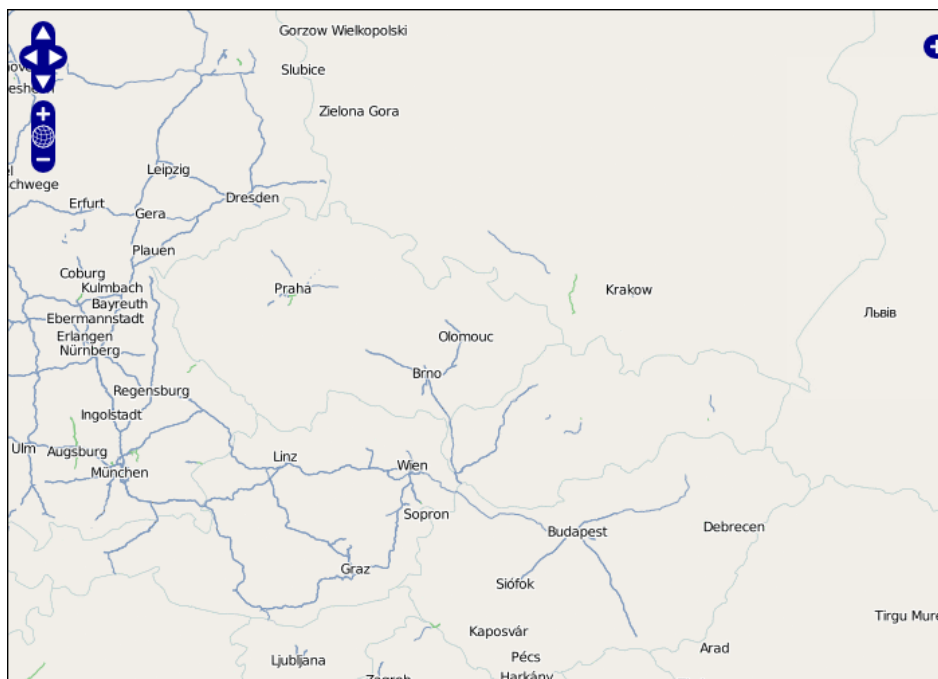 Gorzow Wielkopolski
Slubice
Zielona Gora
Leipzig
Erfurt
Dresden
Gera
Plauen
Coburg
Kulmbach
Praha
Krakow
Bayreuth
Ebermannstadt
Львів
Erlangen
Olomouc
Nürnberg
Brno
Regensburg
Ingolstadt
Ulm
Augsburg
Linz
Wien
München
Sopron
Debrecen
Budapest
Graz
Siófok
Tirgu Mure
Kaposvár
Arad
Pécs
Ljubljana
Harkány
Zagreb